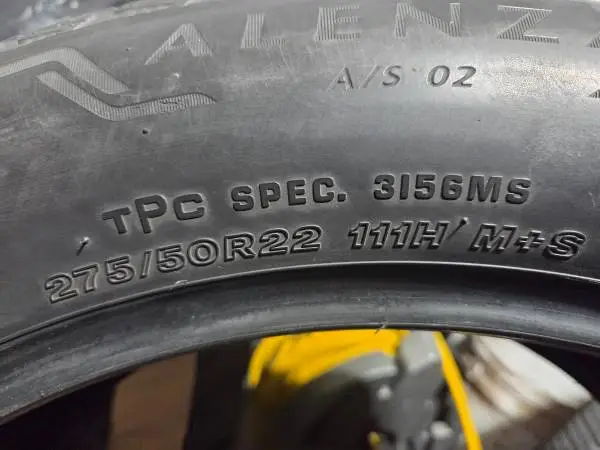 ALENZ
A/S 02
TPC SPEC. 3156MS
275/50R22 111H M+S